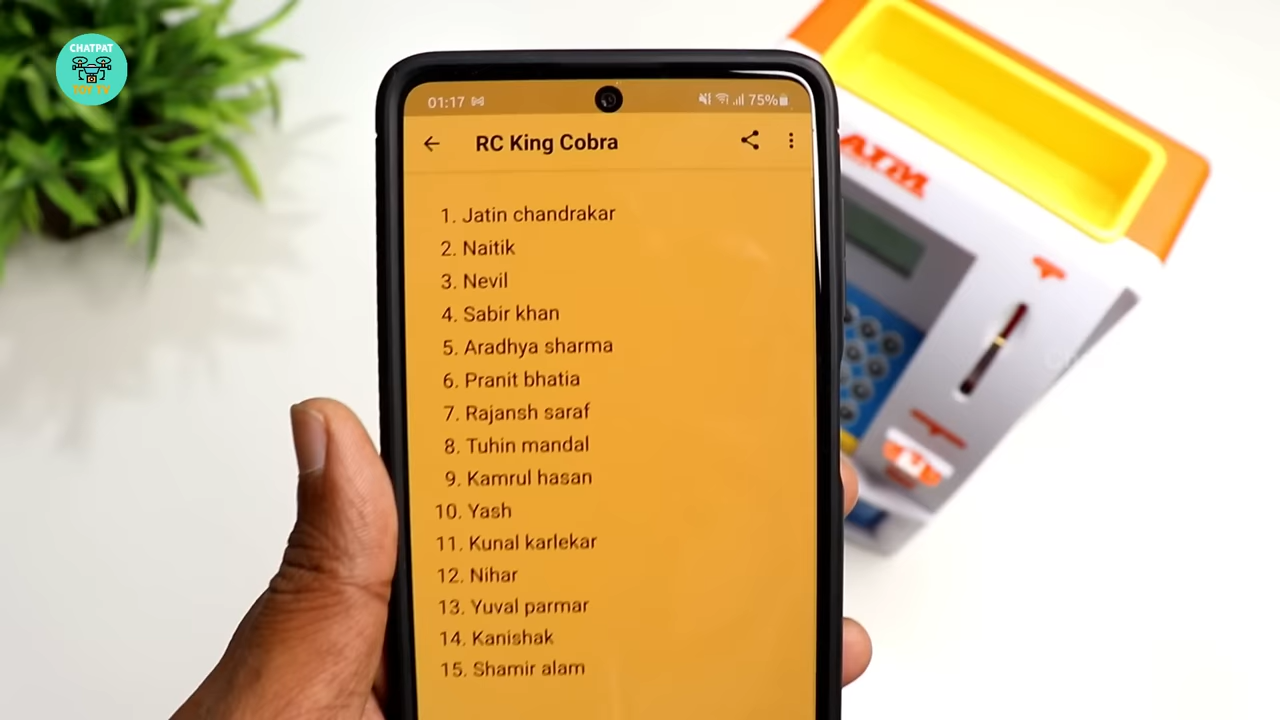 CHATPAT
TOY TV
01:17
75%
RC King Cobra
1. Jatin chandrakar
2. Naitik
3. Nevil
4. Sabir khan
5. Aradhya sharma
6. Pranit bhatia
7. Rajansh saraf
8. Tuhin mandal
9. Kamrul hasan
10. Yash
11. Kunal karlekar
12. Nihar
13. Yuval parmar
14. Kanishak
15. Shamir alam
ATM